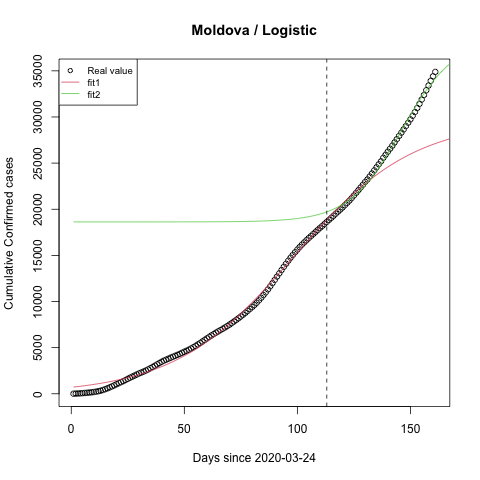 Moldova / Logistic
Real value
fit1
fit2
Cumulative Confirmed cases
35000
30000
25000
20000
15000
10000
5000
0
0 50 100 150
Days since 2020-03-24